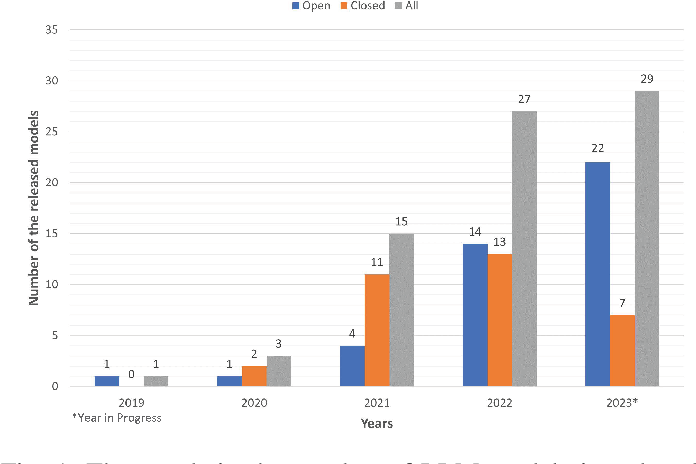 Open Closed All
35
30
25
20
15
10
5
0
Number of the released models
1 0 1
1 2 3
4 11 15
14 13 27
22 7 29
2019 2020 2021 2022 2023*
*Year in Progress
Years